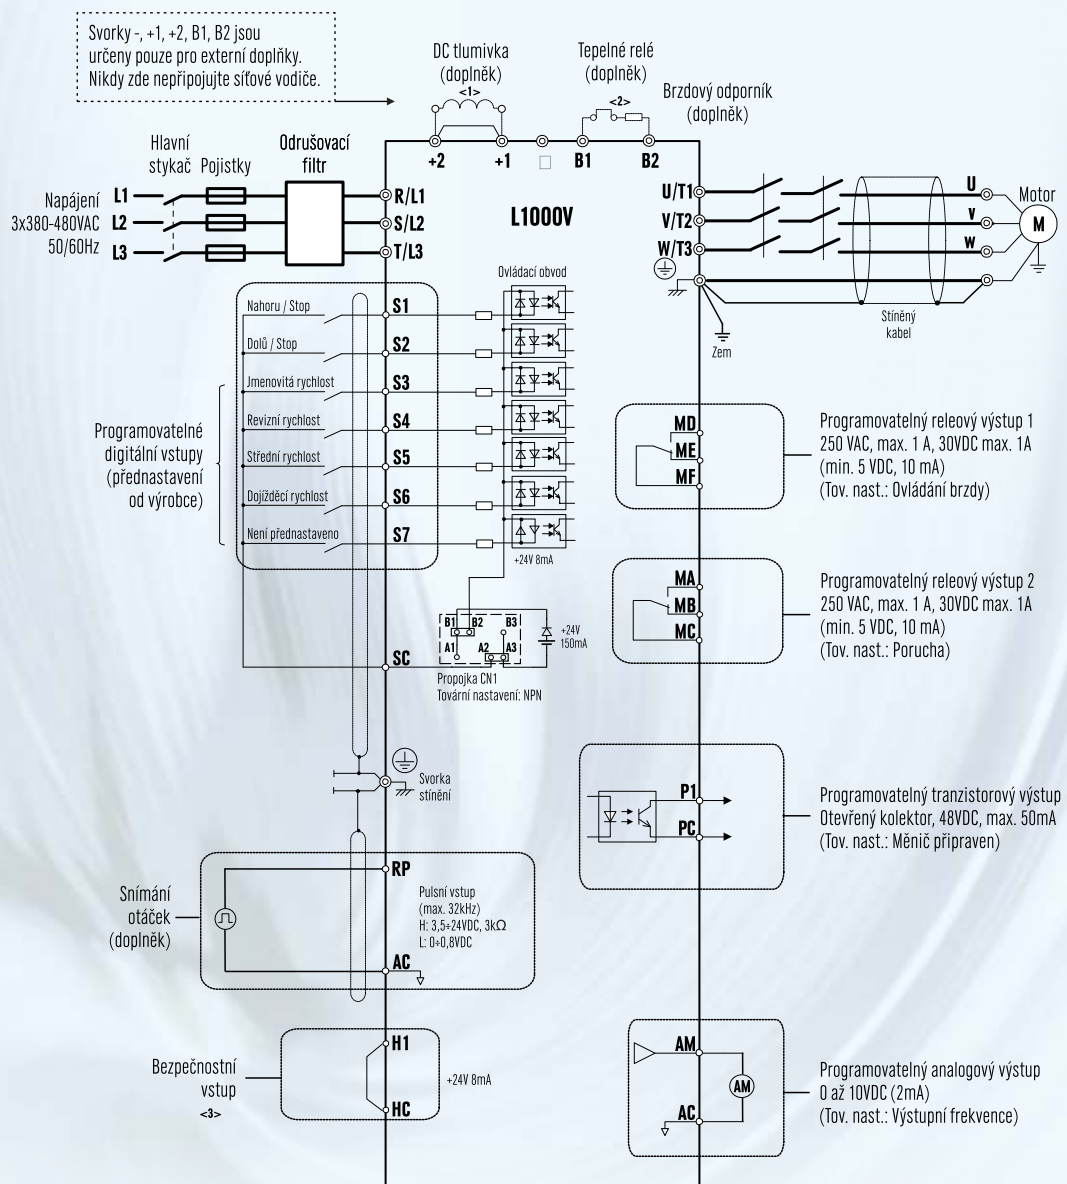 Svorky -, +1, +2, B1, B2 jsou
určeny pouze pro externí doplňky.
Nikdy zde nepřipojujte síťové vodiče.
DC tlumivka
(doplněk)
<1>
Tepelné relé
(doplněk)
<2>
Brzdový odporník
(doplněk)
Hlavní
stykač
Pojistky
Odrušovací
filtr
+2
+1
B1
B2
Napájení
3x380-480VAC
50/60Hz
L1
L2
L3
R/L1
S/L2
T/L3
L1000V
U/T1
V/T2
W/T3
U
V
W
Motor
M
Stíněný
kabel
Zem
Ovládací obvod
Nahoru / Stop
S1
Dolů / Stop
S2
Jmenovitá rychlost
S3
Revizní rychlost
S4
Střední rychlost
S5
Dojížděcí rychlost
S6
Není přednastaveno
S7
Programovatelné
digitální vstupy
(přednastavení
od výrobce)
+24V 8mA
B1
B2
B3
A1
A2
A3
+24V
150mA
SC
Propojka CN1
Tovární nastavení: NPN
Svorka
stínění
MD
ME
MF
Programovatelný releový výstup 1
250 VAC, max. 1 A, 30VDC max. 1A
(min. 5 VDC, 10 mA)
(Tov. nast.: Ovládání brzdy)
MA
MB
MC
Programovatelný releový výstup 2
250 VAC, max. 1 A, 30VDC max. 1A
(min. 5 VDC, 10 mA)
(Tov. nast.: Porucha)
P1
PC
Programovatelný tranzistorový výstup
Otevřený kolektor, 48VDC, max. 50mA
(Tov. nast.: Měnič připraven)
Snímání
otáček
(doplněk)
RP
Pulsní vstup
(max. 32kHz)
H: 3,5÷24VDC, 3kΩ
L: 0÷0,8VDC
AC
Bezpečnostní
vstup
<3>
H1
+24V 8mA
HC
AM
AM
AC
Programovatelný analogový výstup
0 až 10VDC (2mA)
(Tov. nast.: Výstupní frekvence)